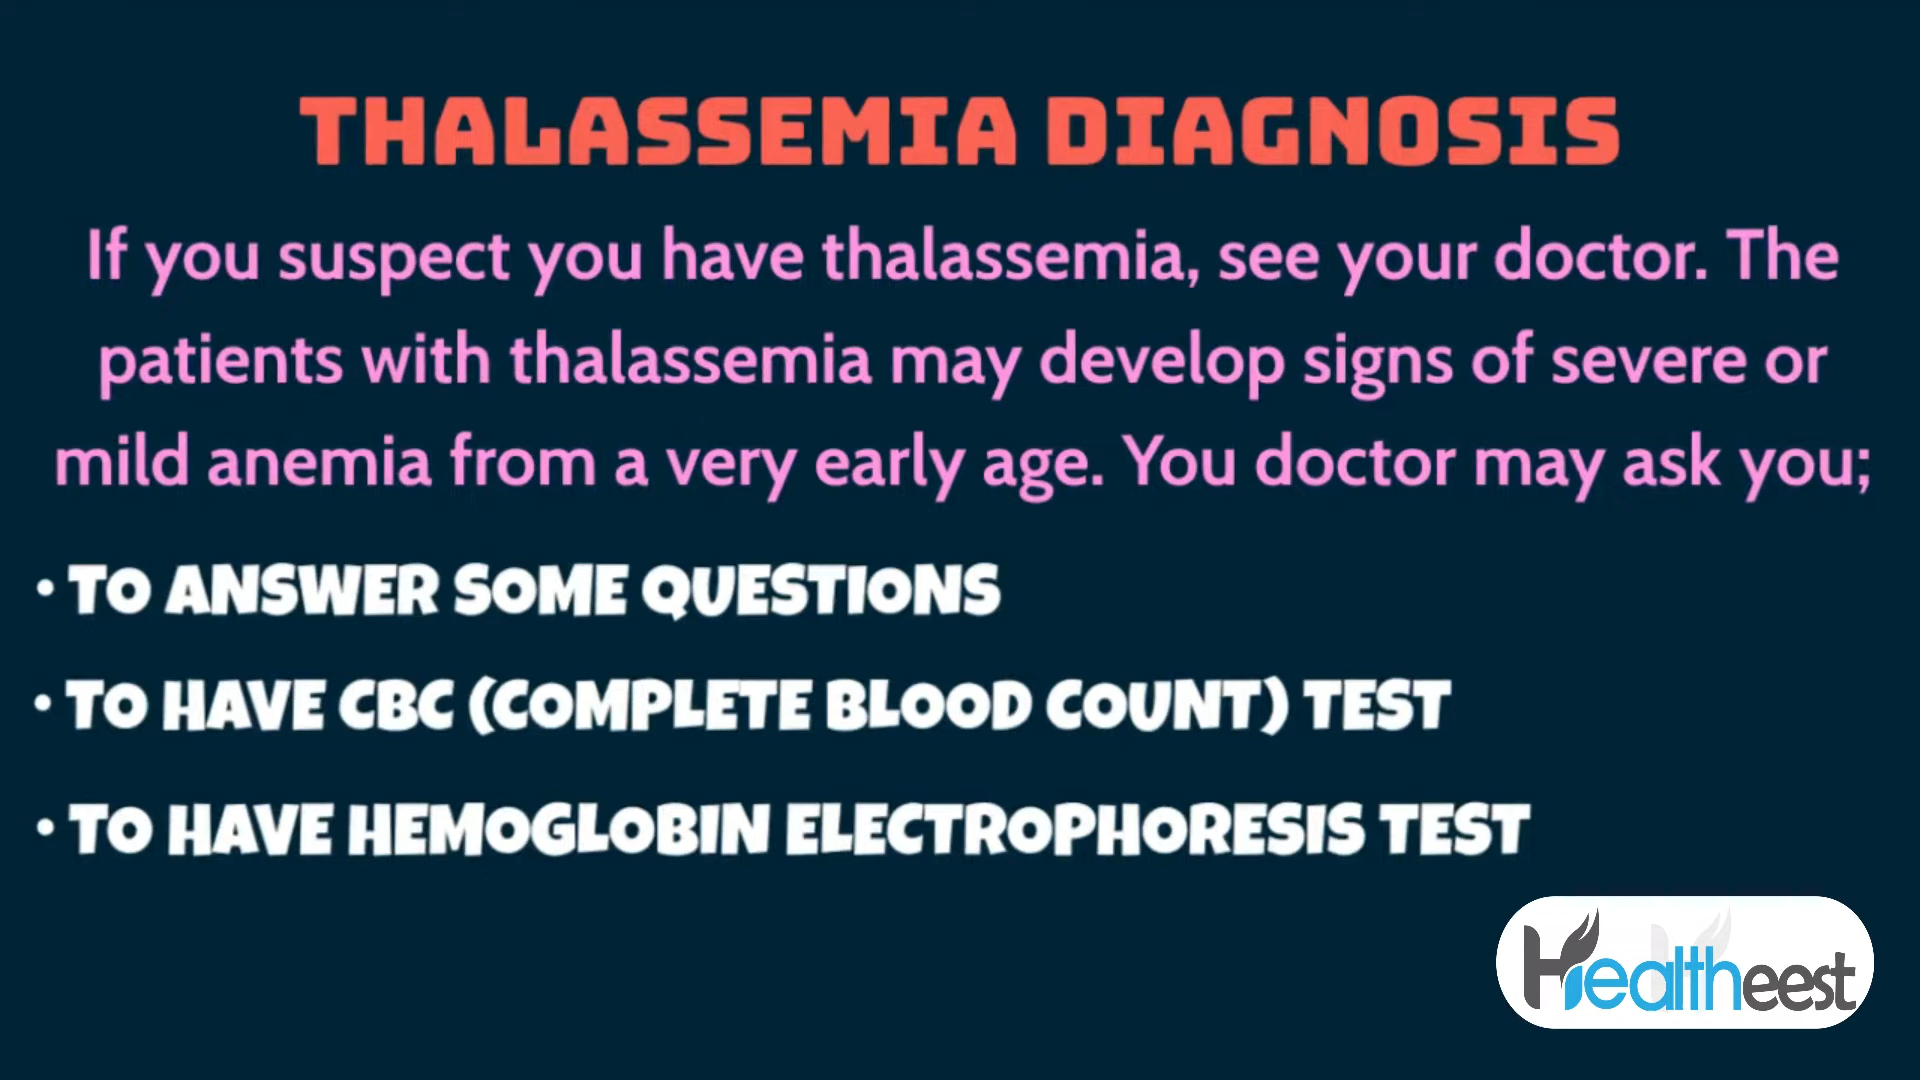 THALASSEMIA DIAGNOSIS
If you suspect you have thalassemia, see your doctor. The
patients with thalassemia may develop signs of severe or
mild anemia from a very early age. You doctor may ask you;
• TO ANSWER SOME QUESTIONS
• TO HAVE CBC (COMPLETE BLOOD COUNT) TEST
• TO HAVE HEMOGLOBIN ELECTROPHORESIS TEST
Healtheest